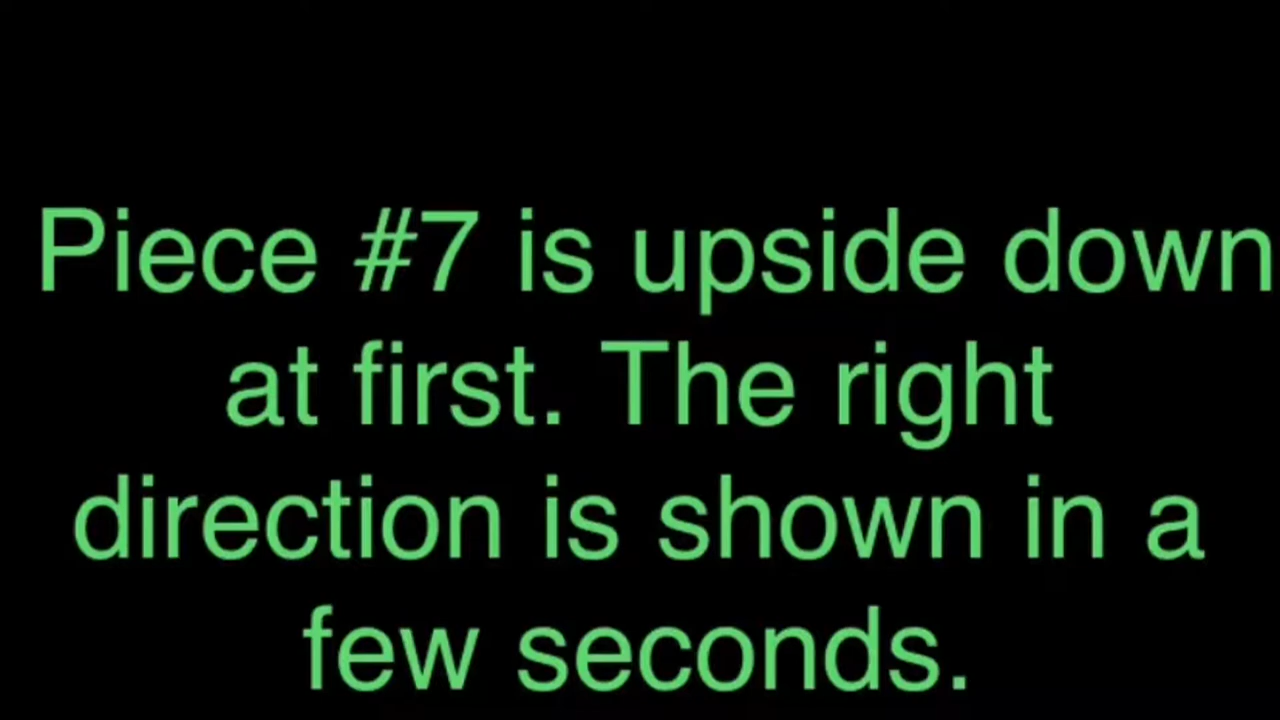 Piece #7 is upside down
at first. The right
direction is shown in a
few seconds.